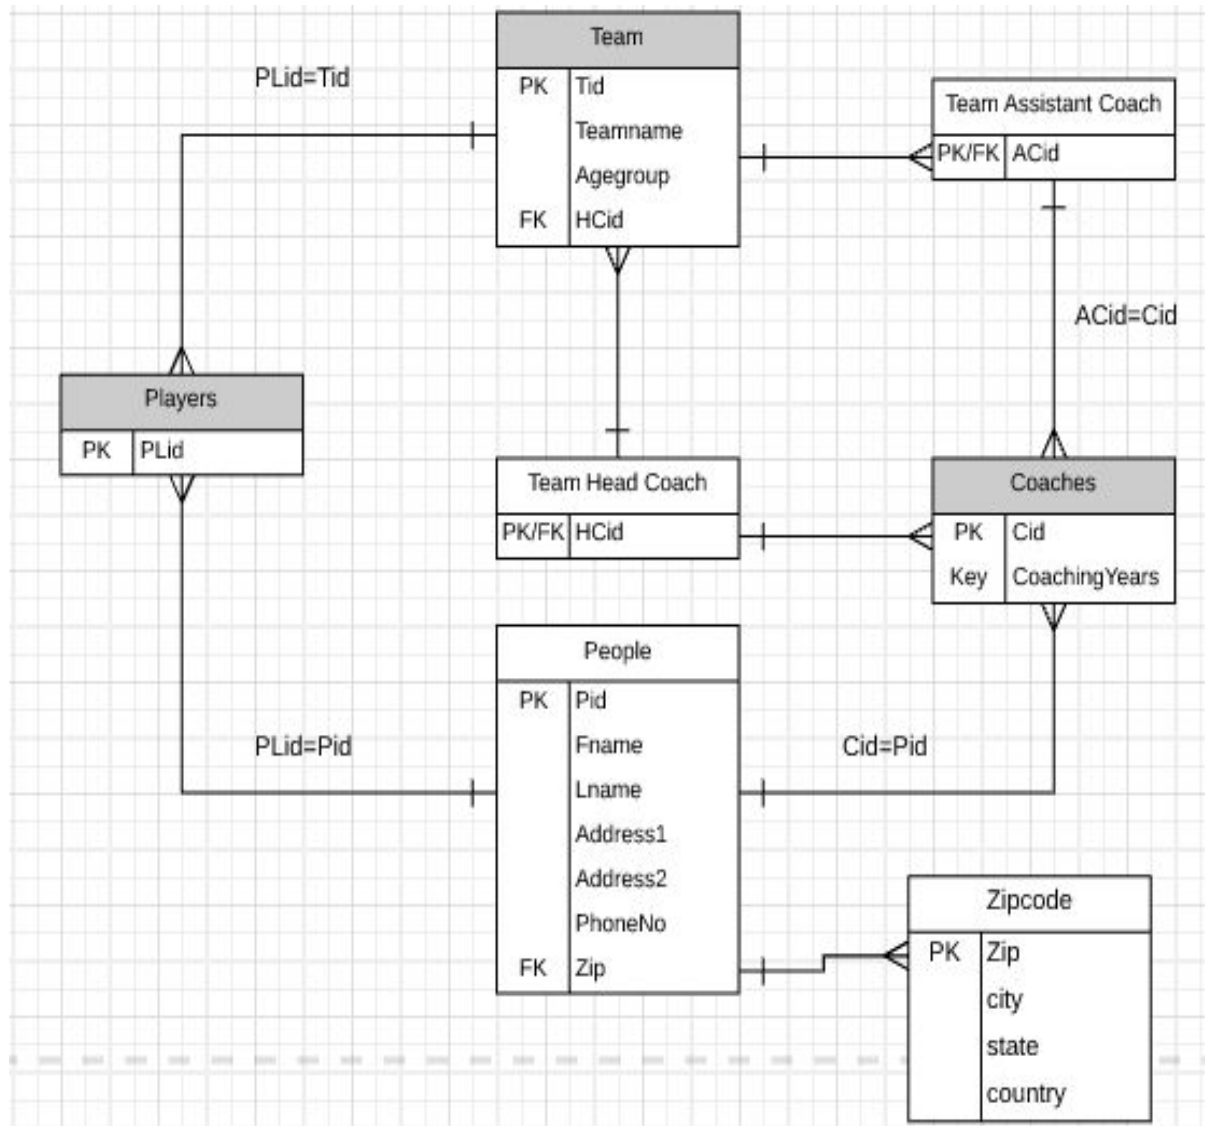 Team
PK Tid
Teamname
Agegroup
FK HCid
PLid=Tid
Team Assistant Coach
PK/FK ACid
ACid=Cid
Players
PK PLid
Team Head Coach
PK/FK HCid
Coaches
PK Cid
Key CoachingYears
People
PK Pid
Fname
Lname
Address1
Address2
PhoneNo
FK Zip
PLid=Pid
Cid=Pid
Zipcode
PK Zip
city
state
country